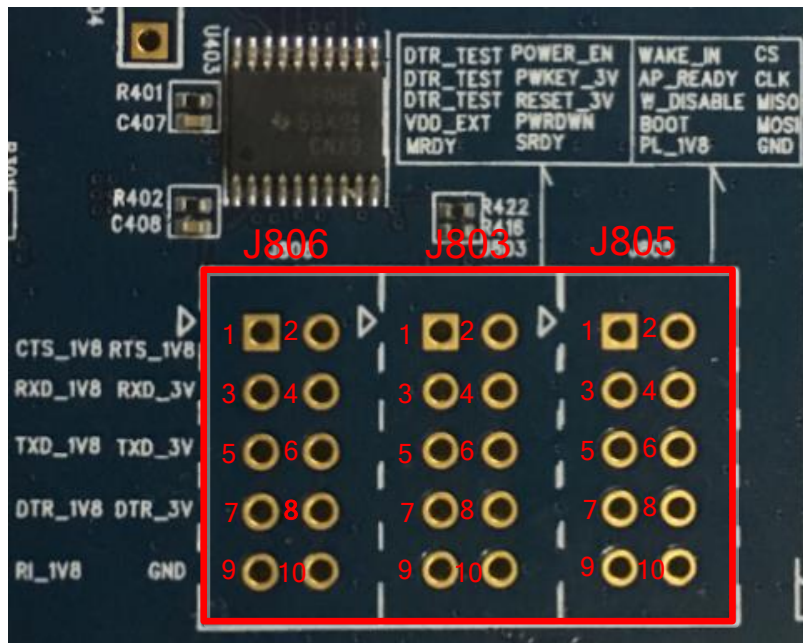 U403
R401
C407
R402
C408
DTR_TEST POWER_EN WAKE_IN CS
DTR_TEST PWKEY_3V AP_READY CLK
DTR_TEST RESET_3V W_DISABLE MISO
VDD_EXT PWRDWN BOOT MOSI
MRDY SRDY PL_1V8 GND
R422
R416
J806 J803 J805
1 2 1 2 1 2
CTS_1V8 RTS_1V8
RXD_1V8 RXD_3V 3 4 3 4 3 4
TXD_1V8 TXD_3V 5 6 5 6 5 6
DTR_1V8 DTR_3V 7 8 7 8 7 8
RI_1V8 GND 9 10 9 10 9 10